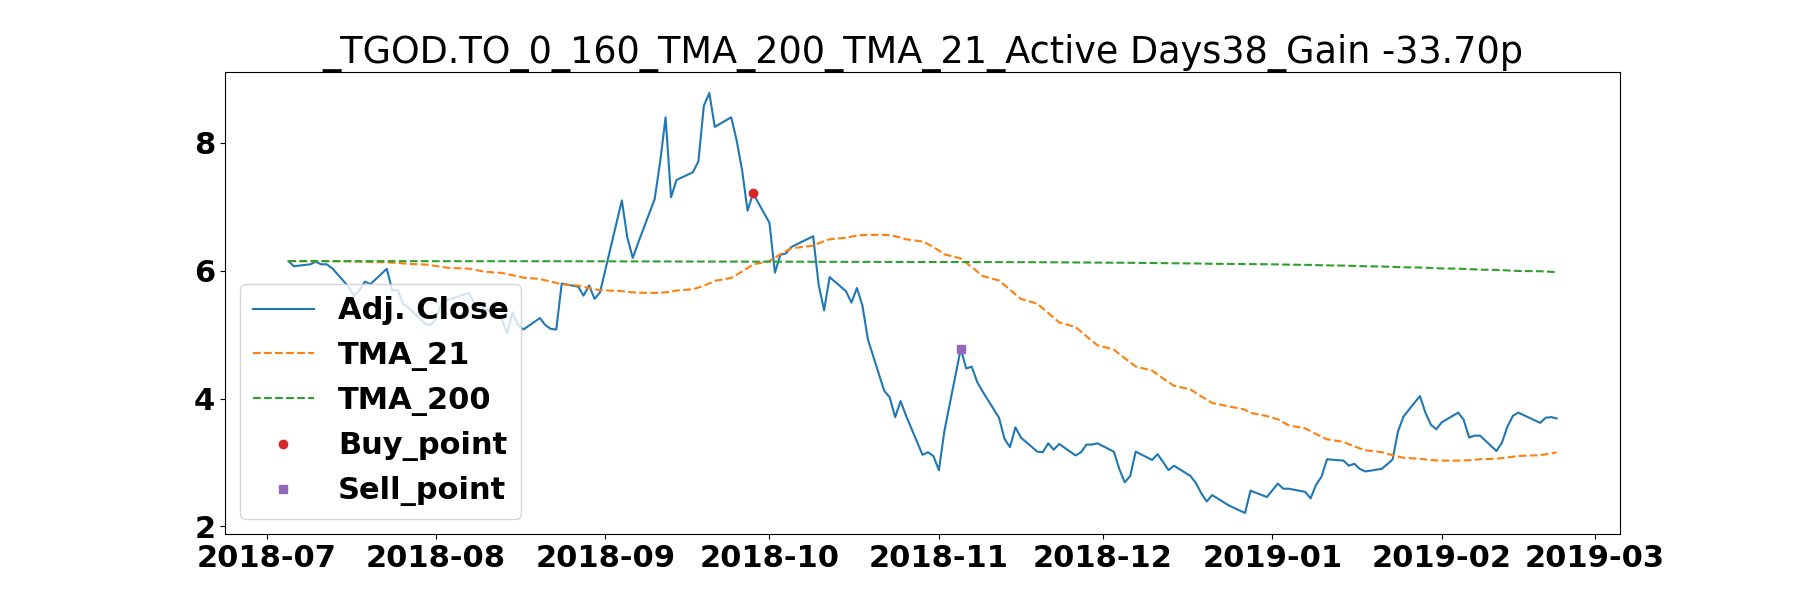 _TGOD.TO_0_160_TMA_200_TMA_21_Active Days38_Gain -33.70p
8
6
4
2
Adj. Close
TMA_21
TMA_200
Buy_point
Sell_point
2018-07 2018-08 2018-09 2018-10 2018-11 2018-12 2019-01 2019-02 2019-03